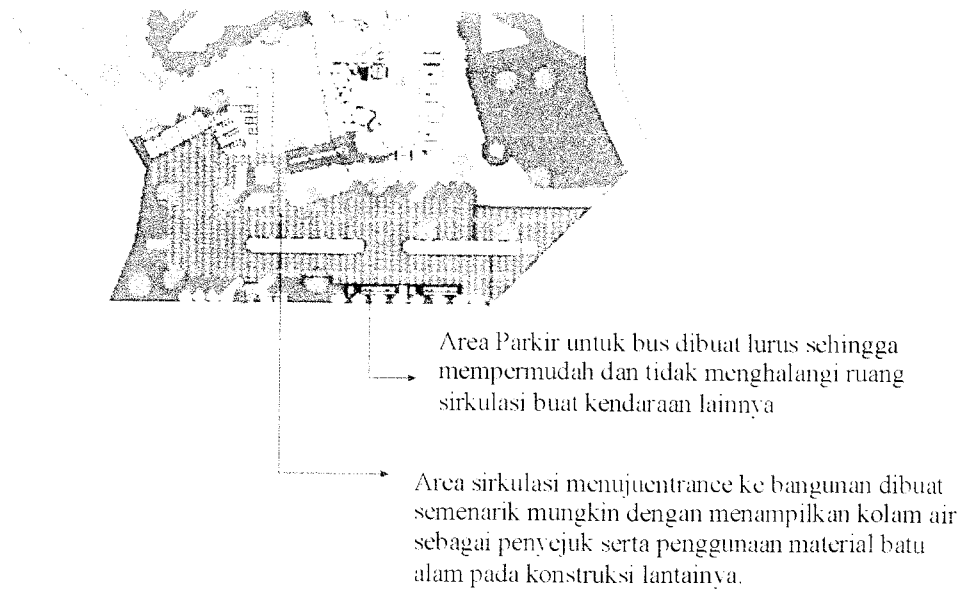 Area Parkir untuk bus dibuat lurus sehingga
mempermudah dan tidak menghalangi ruang
sirkulasi buat kendaraan lainnya
Area sirkulasi menujuentrance ke bangunan dibuat
semenarik mungkin dengan menampilkan kolam air
sebagai penyejuk serta penggunaan material batu
alam pada konstruksi lantainya.